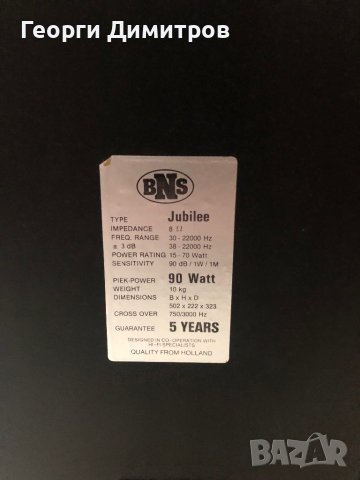 Георги Димитров
BNS
TYPE Jubilee
IMPEDANCE 8 Ω
FREQ. RANGE 30 - 22000 Hz
± 3 dB 38 - 22000 Hz
POWER RATING 15 - 70 Watt
SENSITIVITY 90 dB / 1W / 1M
PIEK-POWER 90 Watt
WEIGHT 10 kg
DIMENSIONS B x H x D
502 x 222 x 323
CROSS OVER 750/3000 Hz
GUARANTEE 5 YEARS
DESIGNED IN CO-OPERATION WITH
HI-FI SPECIALISTS
QUALITY FROM HOLLAND
BAZAR